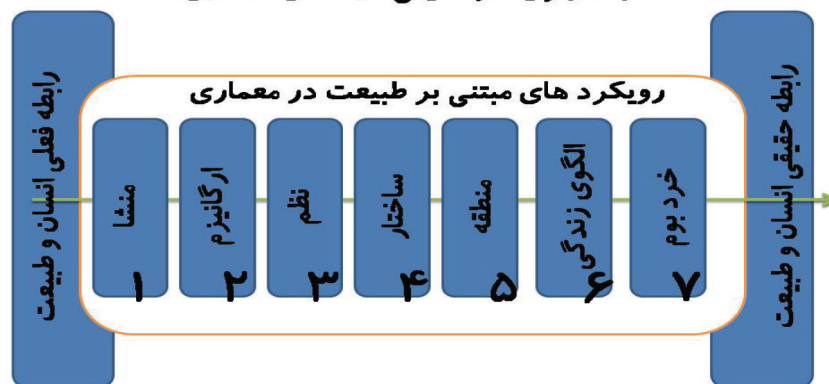 رویکرد های مبتنی بر طبیعت در معماری
رابطه فعلی انسان و طبیعت
منشا
۱
ارگانیزم
۲
نظم
۳
ساختار
۴
منطقه
۵
الگوی زندگی
۶
خرد بوم
۷
رابطه حقیقی انسان و طبیعت